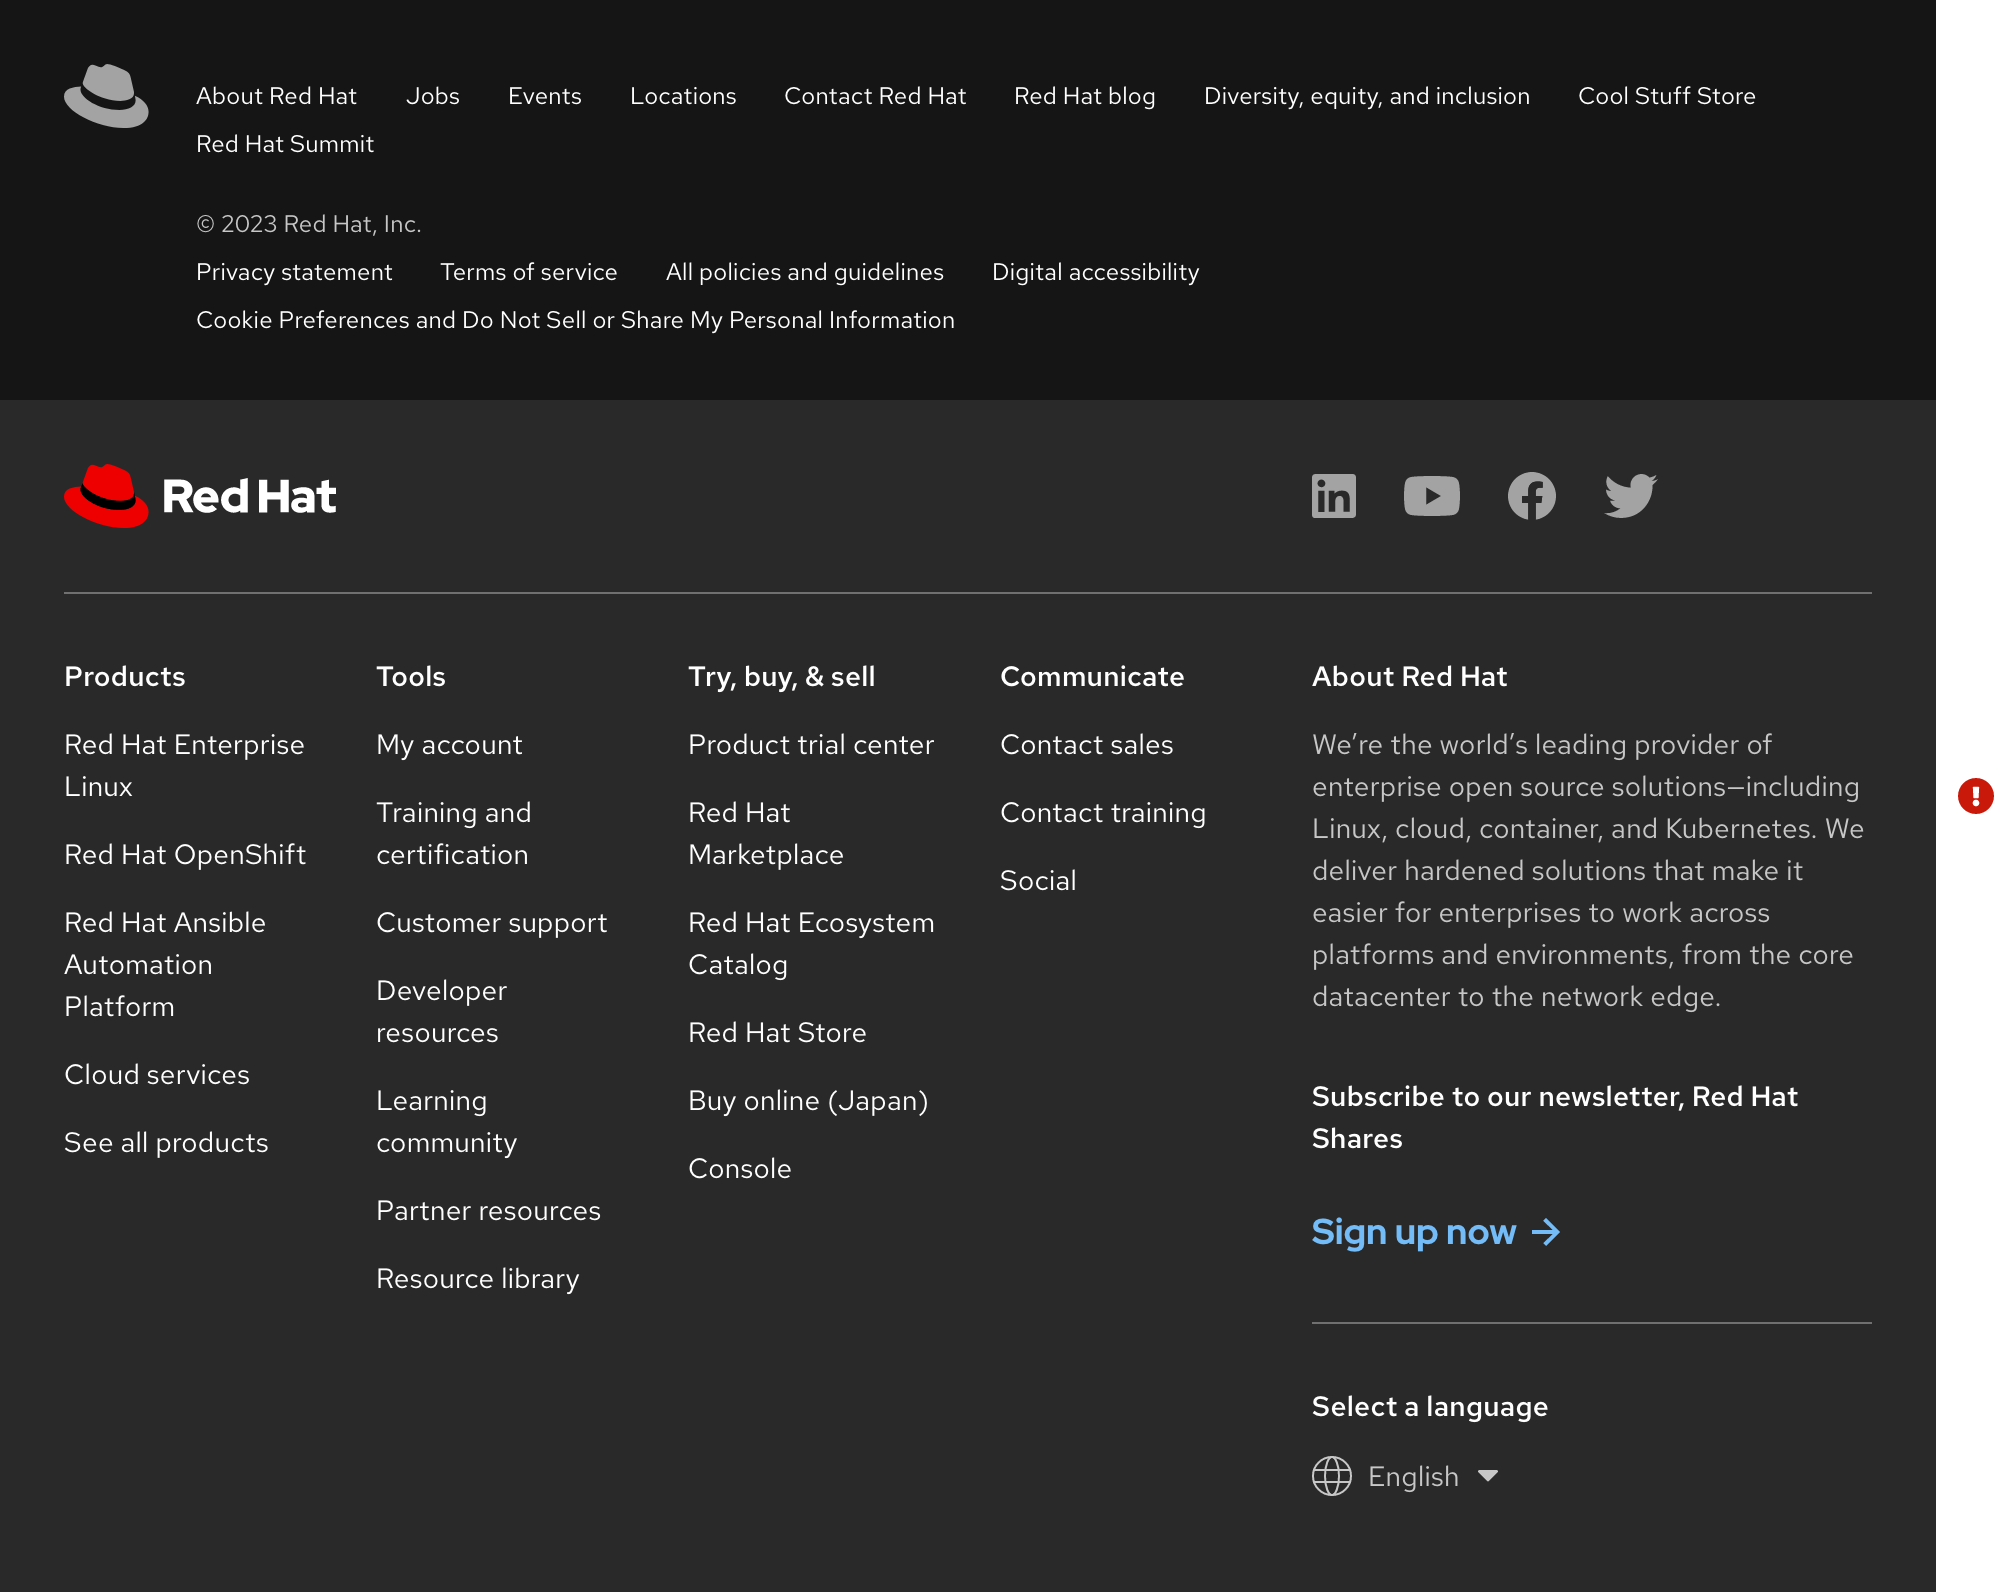 About Red Hat Jobs Events Locations Contact Red Hat Red Hat blog Diversity, equity, and inclusion Cool Stuff Store
Red Hat Summit
© 2023 Red Hat, Inc.
Privacy statement Terms of service All policies and guidelines Digital accessibility
Cookie Preferences and Do Not Sell or Share My Personal Information
Red Hat
Products
Red Hat Enterprise
Linux
Red Hat OpenShift
Red Hat Ansible
Automation
Platform
Cloud services
See all products
Tools
My account
Training and
certification
Customer support
Developer
resources
Learning
community
Partner resources
Resource library
Try, buy, & sell
Product trial center
Red Hat
Marketplace
Red Hat Ecosystem
Catalog
Red Hat Store
Buy online (Japan)
Console
Communicate
Contact sales
Contact training
Social
About Red Hat
We’re the world’s leading provider of
enterprise open source solutions—including
Linux, cloud, container, and Kubernetes. We
deliver hardened solutions that make it
easier for enterprises to work across
platforms and environments, from the core
datacenter to the network edge.
Subscribe to our newsletter, Red Hat
Shares
Sign up now
Select a language
English